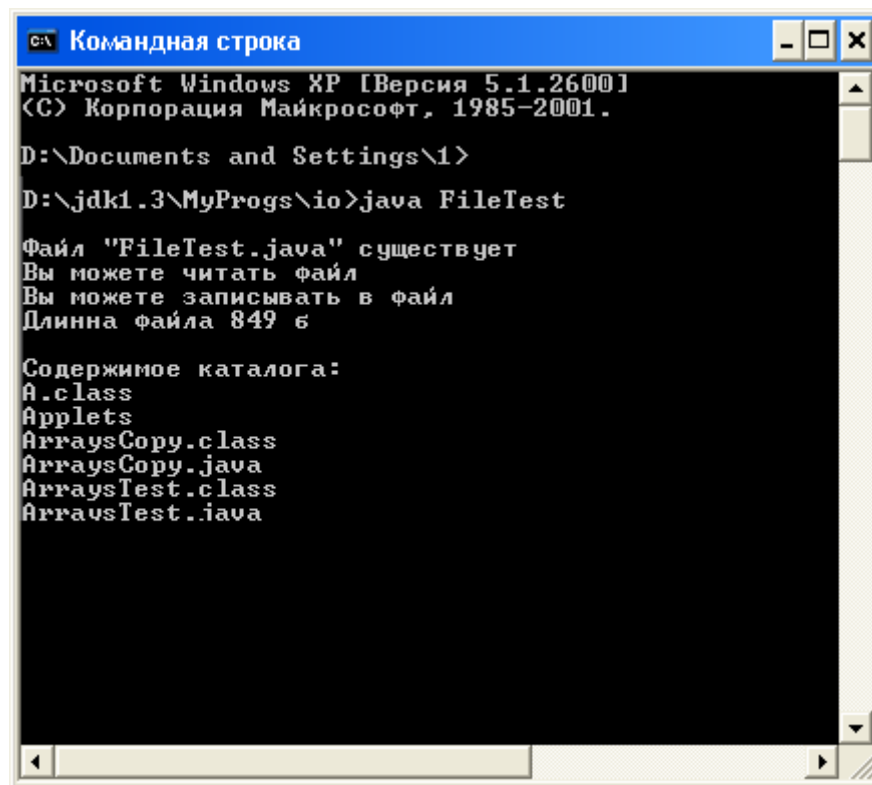 Командная строка
Microsoft Windows XP [Версия 5.1.2600]
(C) Корпорация Майкрософт, 1985-2001.
D:\Documents and Settings\1>
D:\jdk1.3\MyProgs\io>java FileTest
Файл "FileTest.java" существует
Вы можете читать файл
Вы можете записывать в файл
Длинна файла 849 б
Содержимое каталога:
A.class
Applets
ArraysCopy.class
ArraysCopy.java
ArraysTest.class
ArraysTest.java